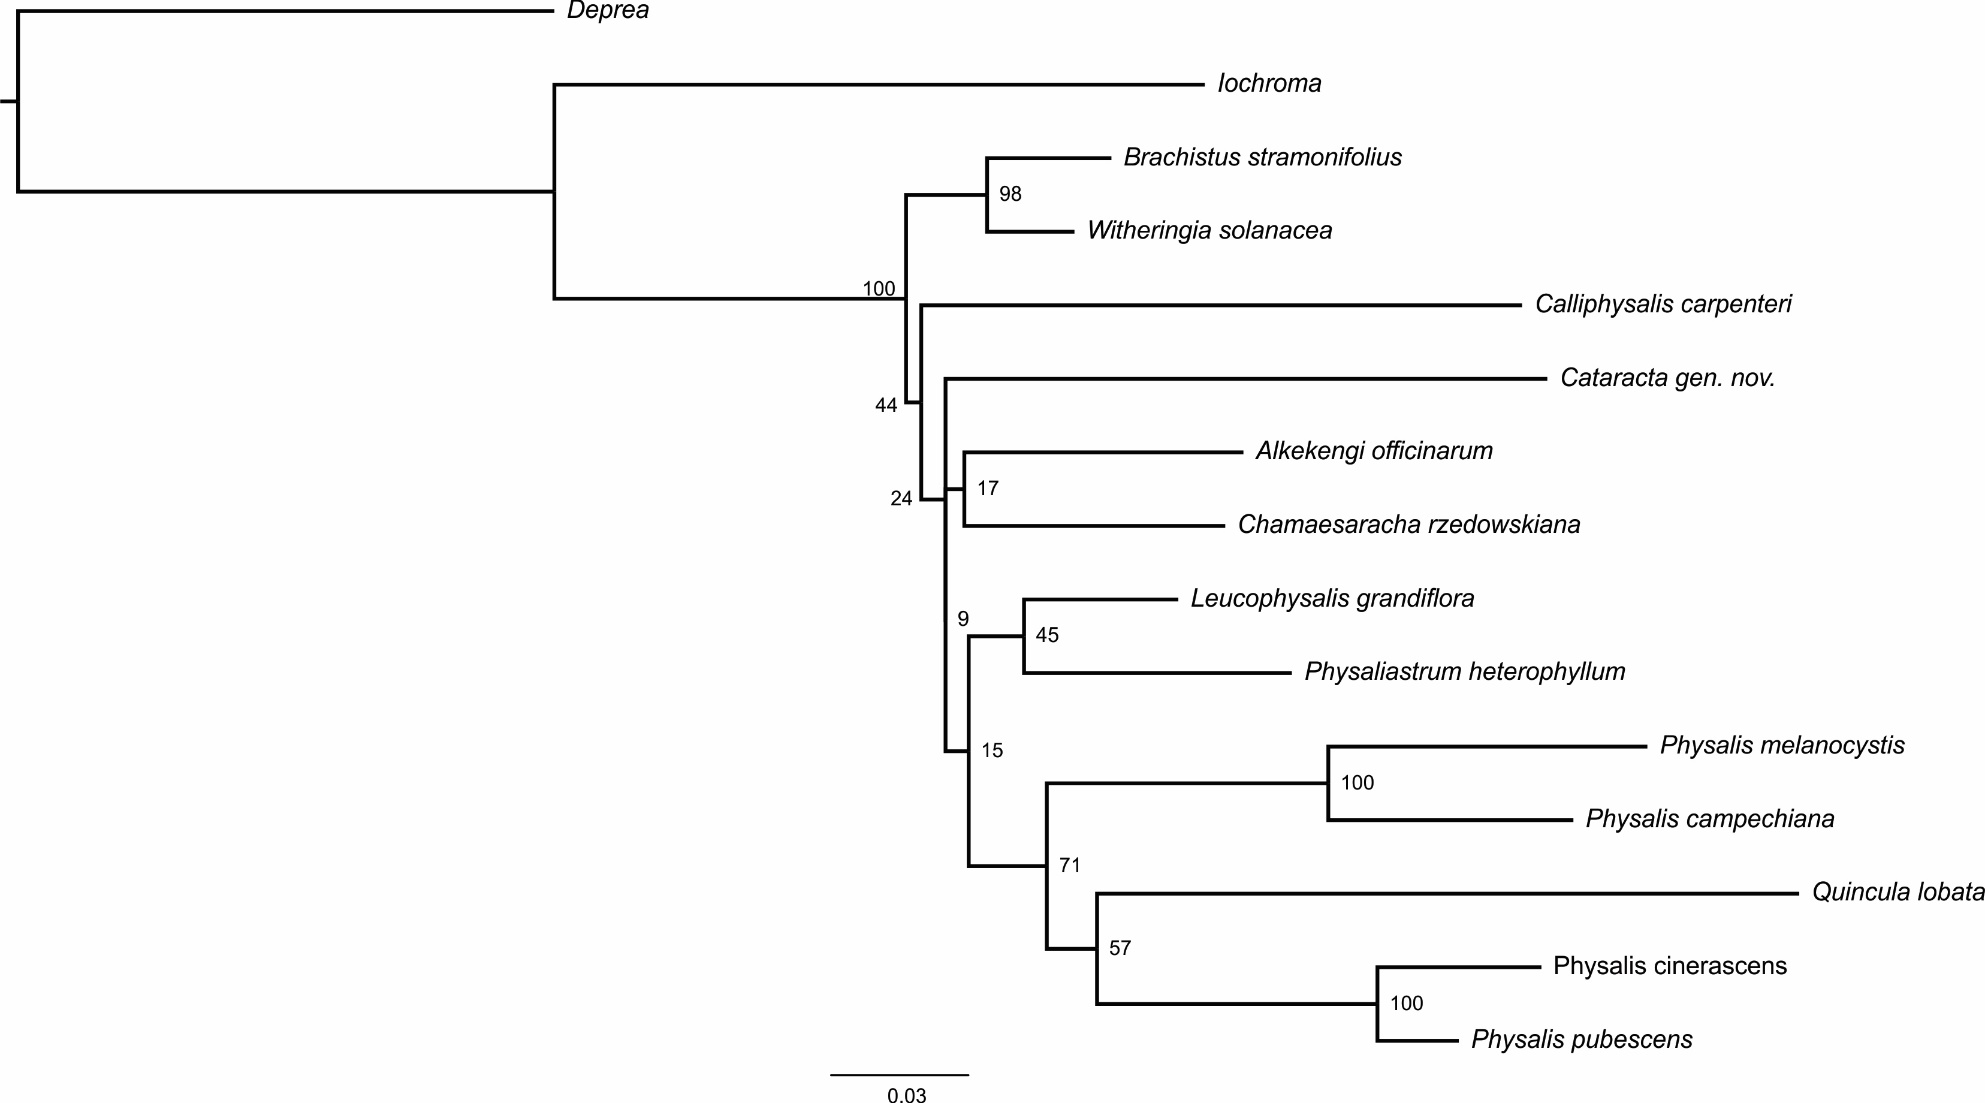 Deprea
Iochroma
Brachistus stramonifolius
98
Witheringia solanacea
100
Calliphysalis carpenteri
Cataracta gen. nov.
44
Alkekengi officinarum
17
24
Chamaesaracha rzedowskiana
Leucophysalis grandiflora
9
45
Physaliastrum heterophyllum
Physalis melanocystis
15
100
Physalis campechiana
71
Quincula lobata
57
Physalis cinerascens
100
Physalis pubescens
0.03